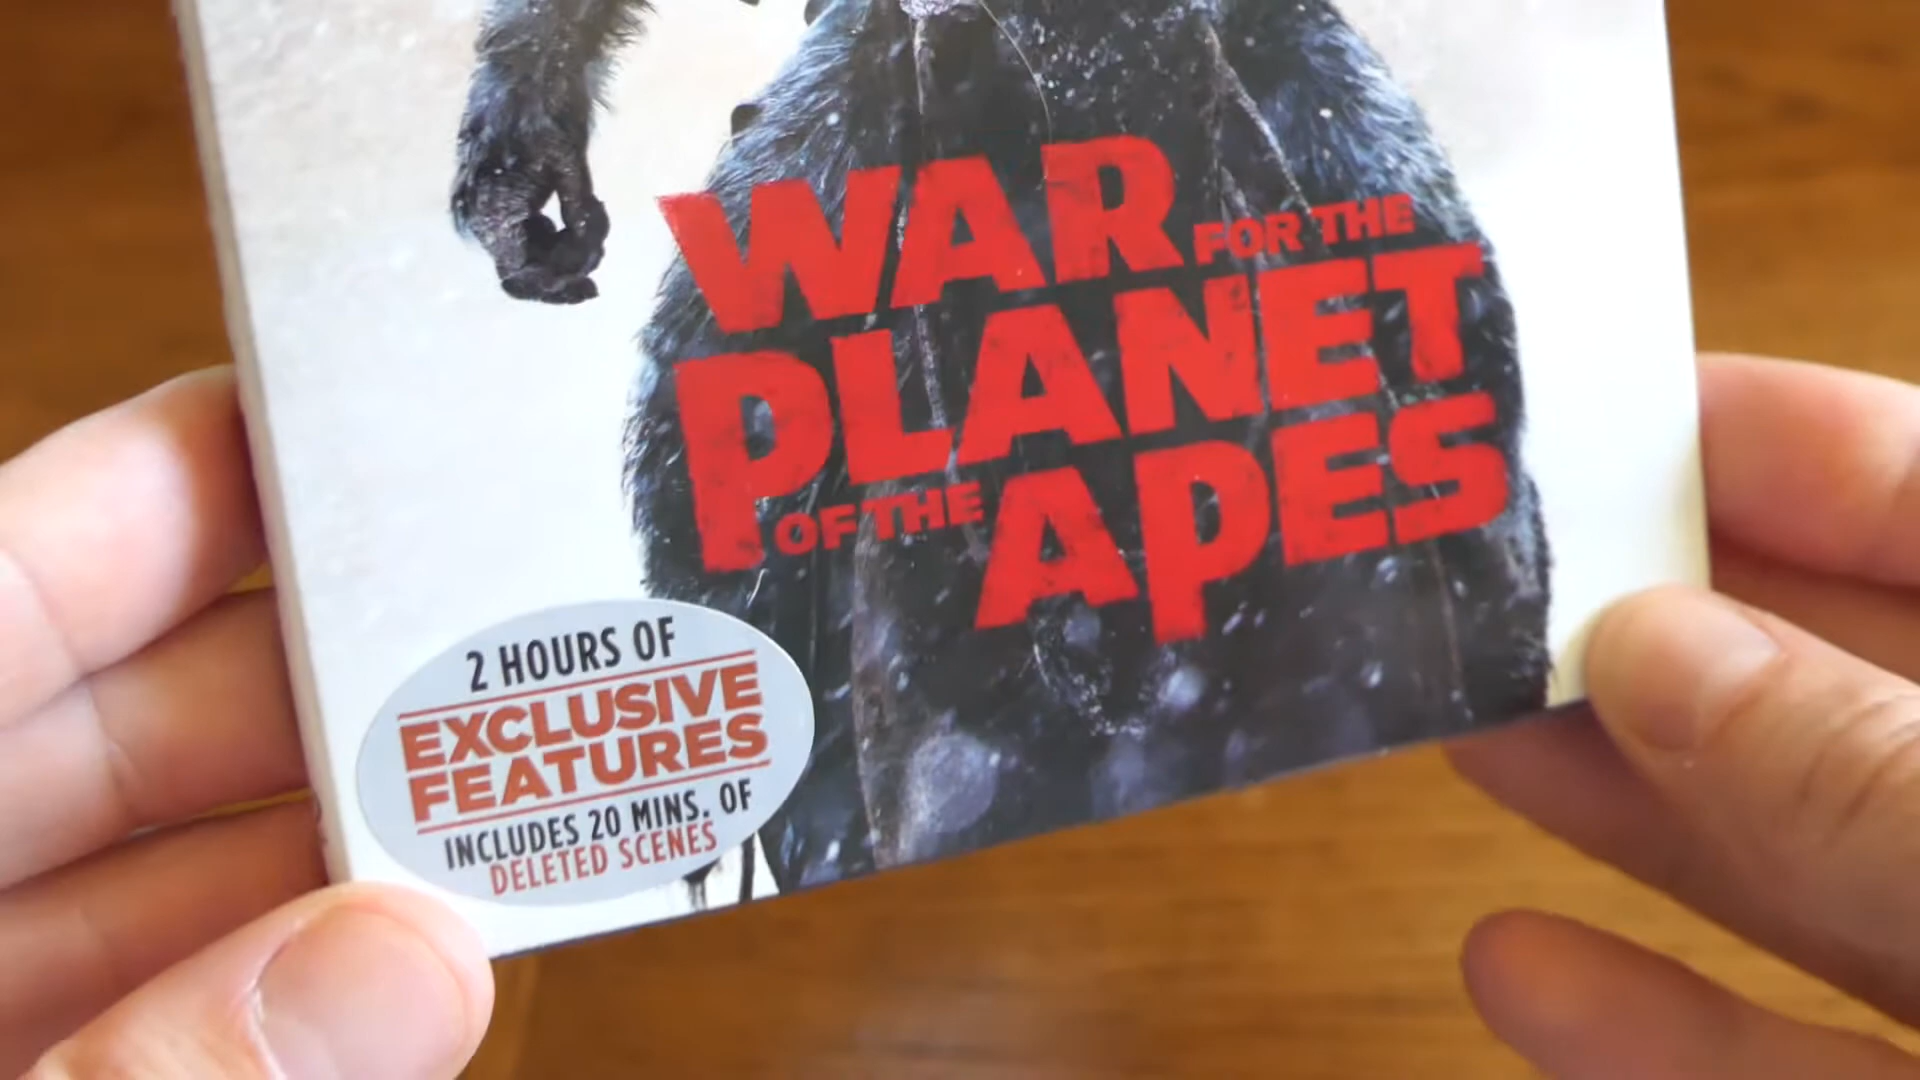 WAR FOR THE
PLANET
OF THE APES
2 HOURS OF
EXCLUSIVE
FEATURES
INCLUDES 20 MINS. OF
DELETED SCENES